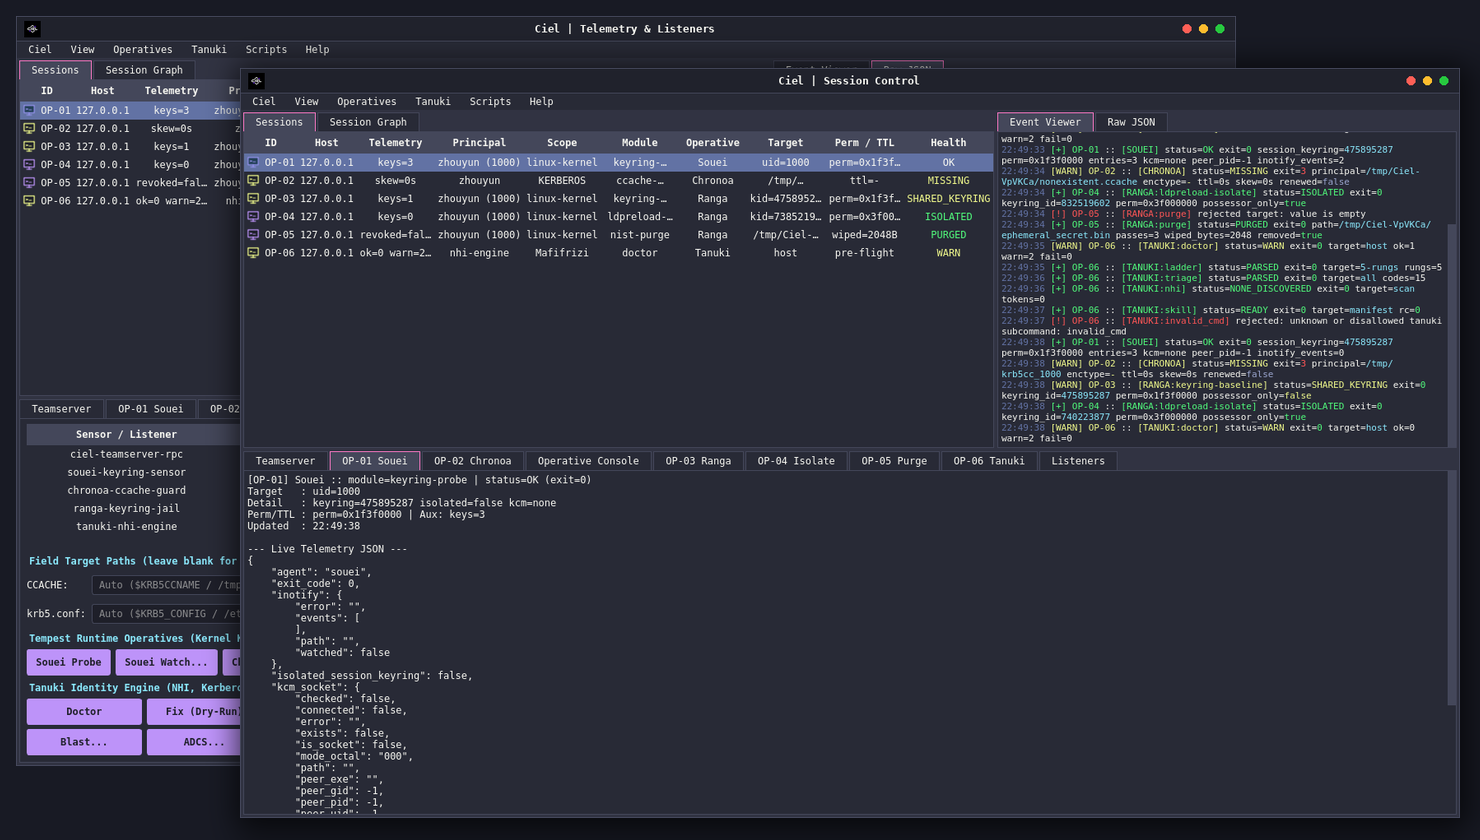 Ciel | Telemetry & Listeners
Ciel View Operatives Tanuki Scripts Help
Sessions Session Graph
ID Host Telemetry
OP-01 127.0.0.1 keys=3
OP-02 127.0.0.1 skew=0s
OP-03 127.0.0.1 keys=1
OP-04 127.0.0.1 keys=0
OP-05 127.0.0.1 revoked=fal…
OP-06 127.0.0.1 ok=0 warn=2…
Teamserver OP-01 Souei OP-02
Sensor / Listener
ciel-teamserver-rpc
souei-keyring-sensor
chronoa-ccache-guard
ranga-keyring-jail
tanuki-nhi-engine
Field Target Paths (leave blank for
CCACHE: Auto ($KRB5CCNAME / /tmp
krb5.conf: Auto ($KRB5_CONFIG / /et
Tempest Runtime Operatives (Kernel
Souei Probe Souei Watch...
Tanuki Identity Engine (NHI, Kerber
Doctor Fix (Dry-Run)
Blast... ADCS...
Ciel | Session Control
Ciel View Operatives Tanuki Scripts Help
Sessions Session Graph
ID Host Telemetry Principal Scope Module Operative Target Perm / TTL Health
OP-01 127.0.0.1 keys=3 zhouyun (1000) linux-kernel keyring-… Souei uid=1000 perm=0x1f3f… OK
OP-02 127.0.0.1 skew=0s zhouyun KERBEROS ccache-… Chronoa /tmp/… ttl=- MISSING
OP-03 127.0.0.1 keys=1 zhouyun (1000) linux-kernel keyring-… Ranga kid=4758952… perm=0x1f3f… SHARED_KEYRING
OP-04 127.0.0.1 keys=0 zhouyun (1000) linux-kernel ldpreload-… Ranga kid=7385219… perm=0x3f00… ISOLATED
OP-05 127.0.0.1 revoked=fal… zhouyun (1000) linux-kernel nist-purge Ranga /tmp/Ciel-… wiped=2048B PURGED
OP-06 127.0.0.1 ok=0 warn=2… nhi-engine Mafifrizi doctor Tanuki host pre-flight WARN
Event Viewer Raw JSON
warn=2 fail=0
22:49:33 [+] OP-01 :: [SOUEI] status=OK exit=0 session_keyring=475895287
perm=0x1f3f0000 entries=3 kcm=none peer_pid=-1 inotify_events=2
22:49:34 [WARN] OP-02 :: [CHRONOA] status=MISSING exit=3 principal=/tmp/Ciel-
VpVKCa/nonexistent.ccache enctype=- ttl=0s skew=0s renewed=false
22:49:34 [+] OP-04 :: [RANGA:ldpreload-isolate] status=ISOLATED exit=0
keyring_id=832519602 perm=0x3f000000 possessor_only=true
22:49:34 [!] OP-05 :: [RANGA:purge] rejected target: value is empty
22:49:34 [+] OP-05 :: [RANGA:purge] status=PURGED exit=0 path=/tmp/Ciel-VpVKCa/
ephemeral_secret.bin passes=3 wiped_bytes=2048 removed=true
22:49:35 [WARN] OP-06 :: [TANUKI:doctor] status=WARN exit=0 target=host ok=1
warn=2 fail=0
22:49:35 [+] OP-06 :: [TANUKI:ladder] status=PARSED exit=0 target=5-rungs rungs=5
22:49:36 [+] OP-06 :: [TANUKI:triage] status=PARSED exit=0 target=all codes=15
22:49:36 [+] OP-06 :: [TANUKI:nhi] status=NONE_DISCOVERED exit=0 target=scan
tokens=0
22:49:37 [+] OP-06 :: [TANUKI:skill] status=READY exit=0 target=manifest rc=0
22:49:37 [!] OP-06 :: [TANUKI:invalid_cmd] rejected: unknown or disallowed tanuki
subcommand: invalid_cmd
22:49:38 [+] OP-01 :: [SOUEI] status=OK exit=0 session_keyring=475895287
perm=0x1f3f0000 entries=3 kcm=none peer_pid=-1 inotify_events=0
22:49:38 [WARN] OP-02 :: [CHRONOA] status=MISSING exit=3 principal=/tmp/
krb5cc_1000 enctype=- ttl=0s skew=0s renewed=false
22:49:38 [WARN] OP-03 :: [RANGA:keyring-baseline] status=SHARED_KEYRING exit=0
keyring_id=475895287 perm=0x1f3f0000 possessor_only=false
22:49:38 [+] OP-04 :: [RANGA:ldpreload-isolate] status=ISOLATED exit=0
keyring_id=740223877 perm=0x3f000000 possessor_only=true
22:49:38 [WARN] OP-06 :: [TANUKI:doctor] status=WARN exit=0 target=host ok=0
warn=2 fail=0
Teamserver OP-01 Souei OP-02 Chronoa Operative Console OP-03 Ranga OP-04 Isolate OP-05 Purge OP-06 Tanuki Listeners
[OP-01] Souei :: module=keyring-probe | status=OK (exit=0)
Target : uid=1000
Detail : keyring=475895287 isolated=false kcm=none
Perm/TTL : perm=0x1f3f0000 | Aux: keys=3
Updated : 22:49:38
--- Live Telemetry JSON ---
{
"agent": "souei",
"exit_code": 0,
"inotify": {
"error": "",
"events": [
],
"path": "",
"watched": false
},
"isolated_session_keyring": false,
"kcm_socket": {
"checked": false,
"connected": false,
"error": "",
"exists": false,
"is_socket": false,
"mode_octal": "000",
"path": "",
"peer_exe": "",
"peer_gid": -1,
"peer_pid": -1,